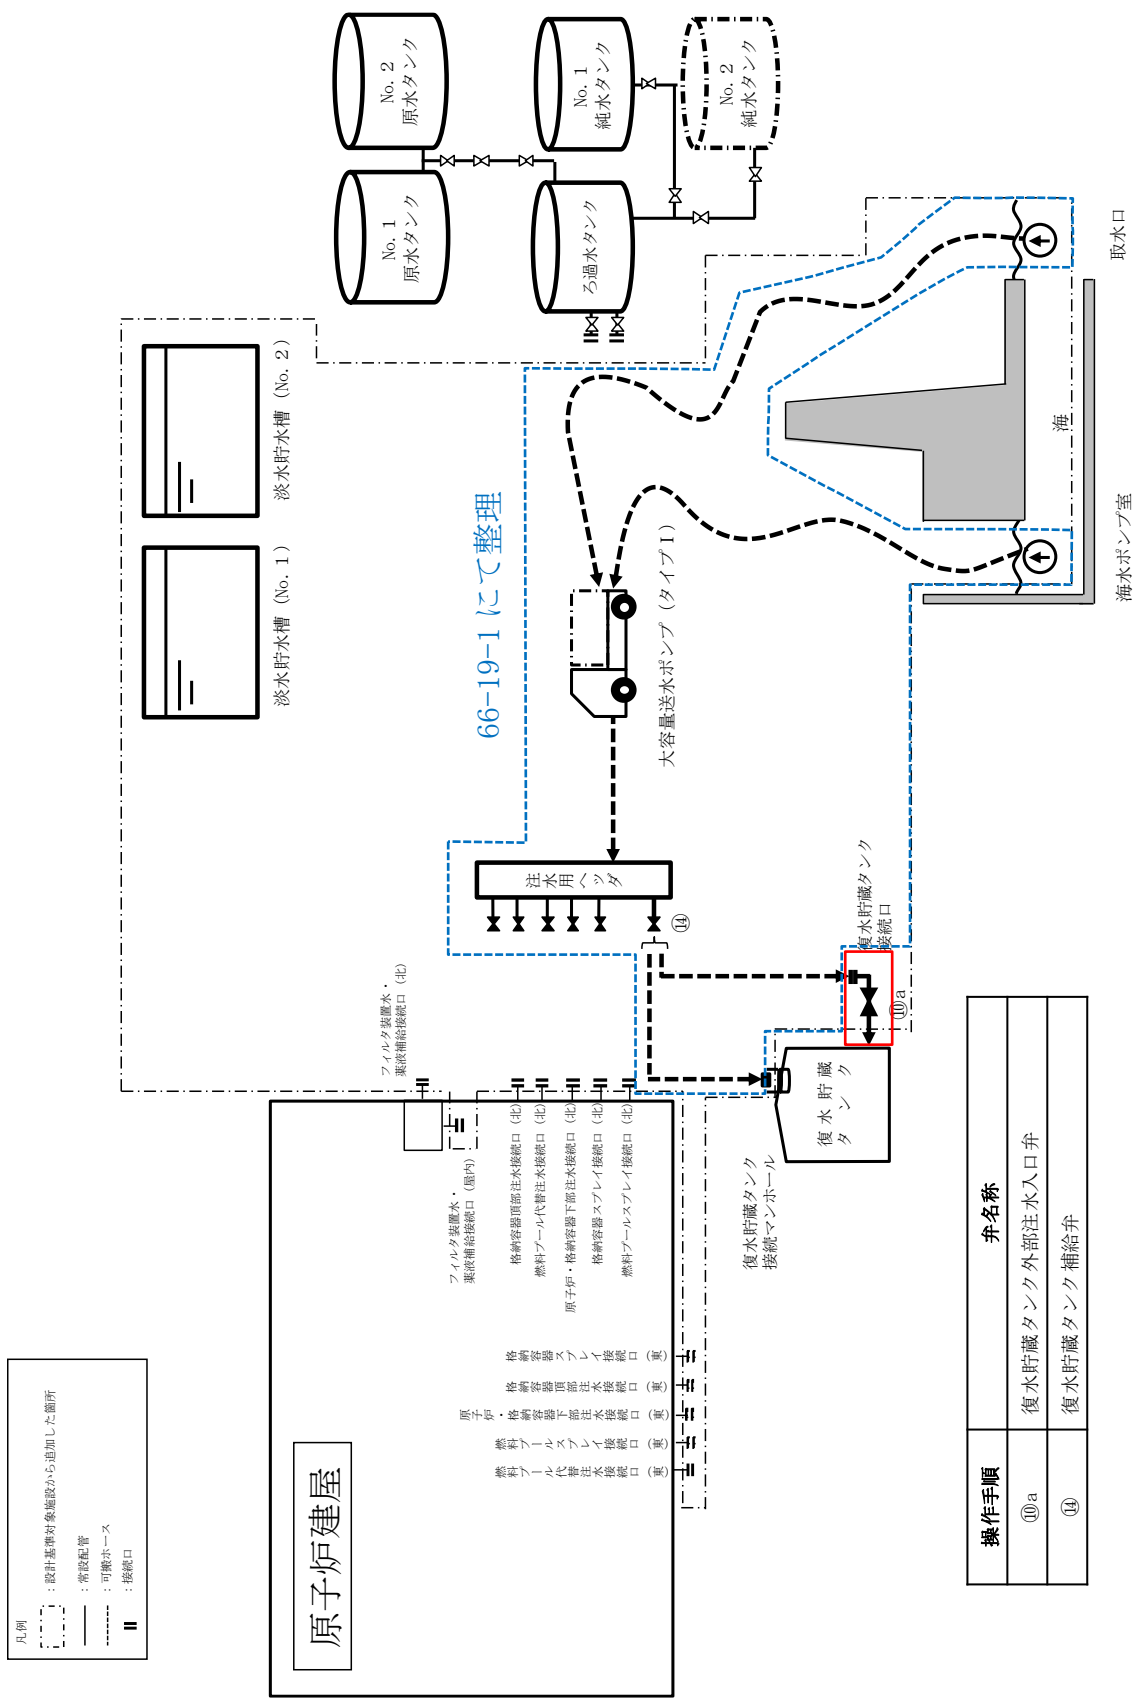 凡例
：設計基準対象施設から追加した箇所
：常設配管
：可搬ホース
：接続口
原子炉建屋
淡水貯水槽（No. 1）
淡水貯水槽（No. 2）
No. 1
原水タンク
No. 2
原水タンク
ろ過水タンク
No. 1
純水タンク
No. 2
純水タンク
66-19-1 にて整理
大容量送水ポンプ（タイプⅠ）
注水用ヘッダ
⑭
フィルタ装置水・
薬液補給接続口（北）
フィルタ装置水・
薬液補給接続口（屋内）
格納容器頂部注水接続口（北）
燃料プール代替注水接続口（北）
原子炉・格納容器下部注水接続口（北）
格納容器スプレイ接続口（北）
燃料プールスプレイ接続口（北）
格納容器スプレイ接続口（東）
格納容器頂部注水接続口（東）
原子炉・格納容器下部注水接続口（東）
燃料プールスプレイ接続口（東）
燃料プール代替注水接続口（東）
復水貯蔵タンク
接続マンホール
復水貯蔵
タンク
復水貯蔵タンク
接続口
⑩a
海
取水口
海水ポンプ室
操作手順 弁名称
⑩a 復水貯蔵タンク外部注水入口弁
⑭ 復水貯蔵タンク補給弁